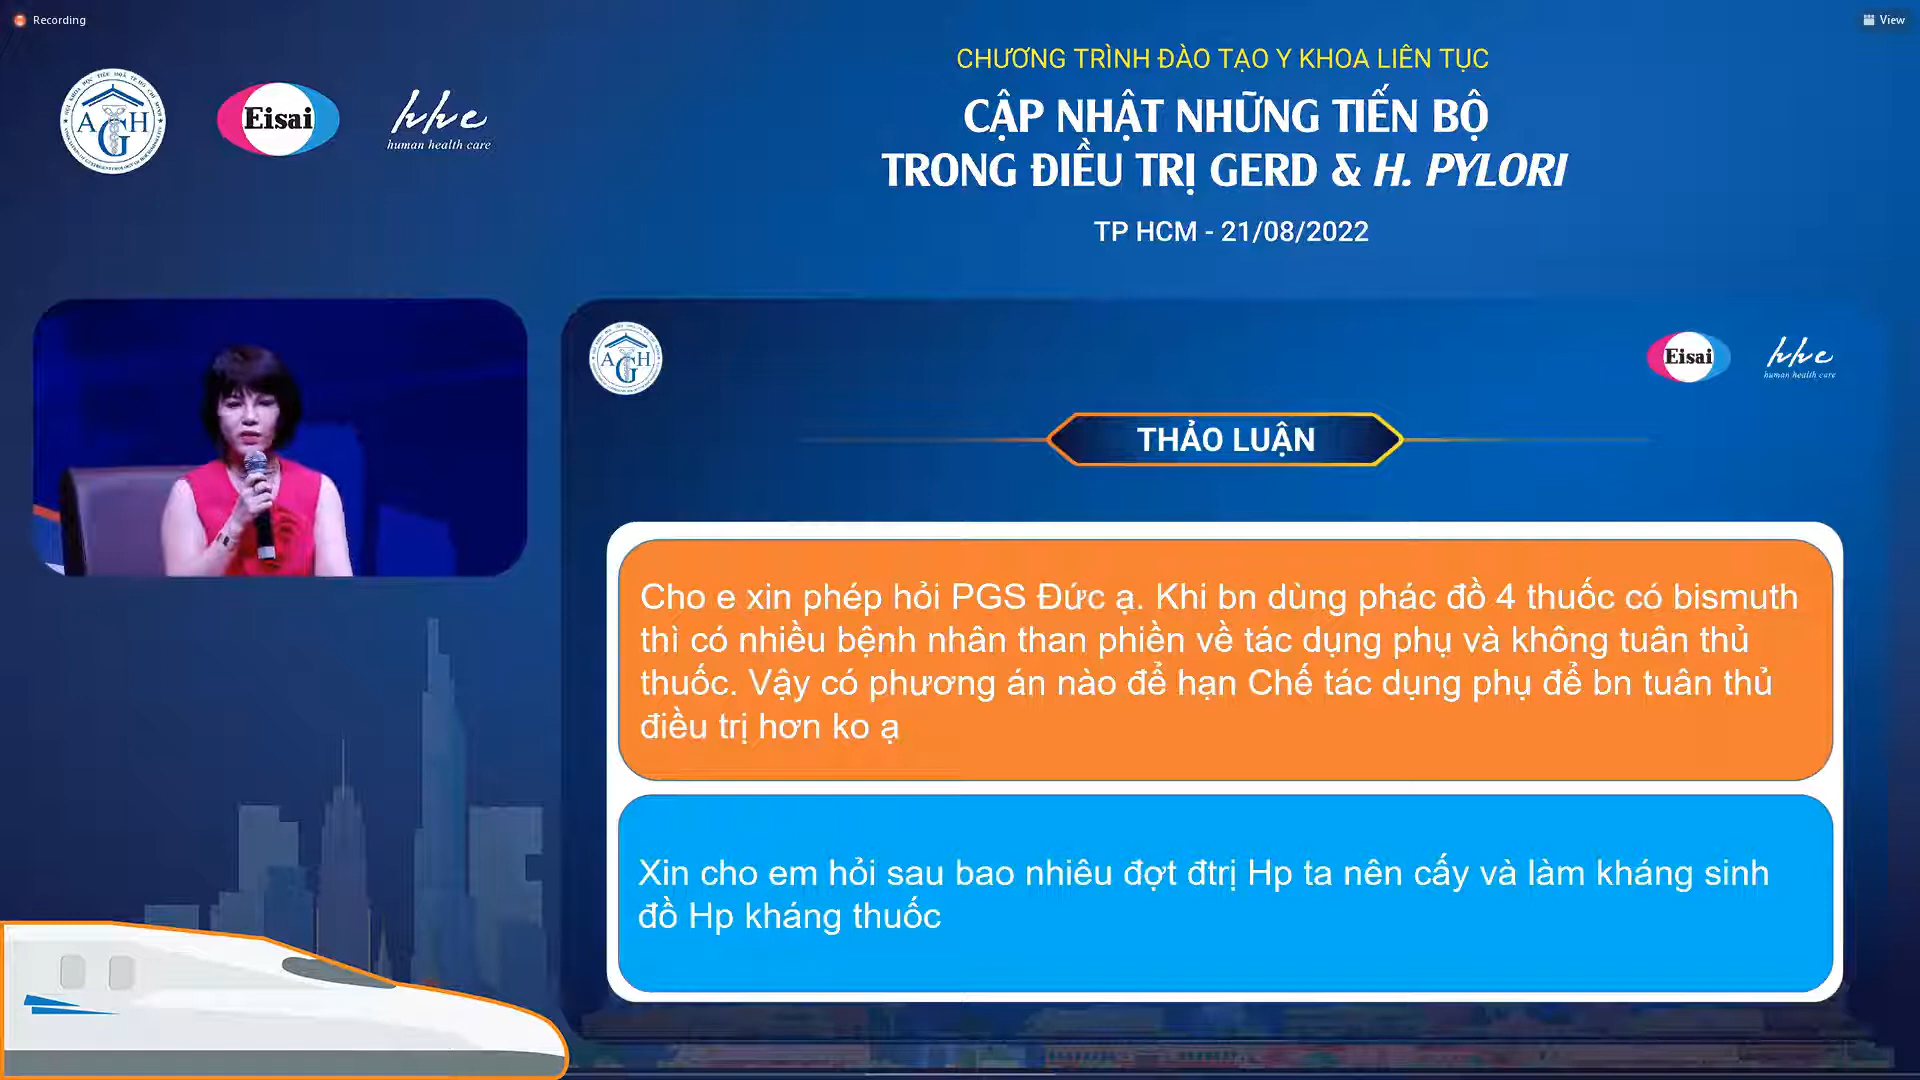 Recording
View
CHƯƠNG TRÌNH ĐÀO TẠO Y KHOA LIÊN TỤC
CẬP NHẬT NHỮNG TIẾN BỘ
TRONG ĐIỀU TRỊ GERD & H. PYLORI
TP HCM - 21/08/2022
AGH
Eisai
hhc
human health care
AGH
Eisai
hhc
human health care
THẢO LUẬN
Cho e xin phép hỏi PGS Đức ạ. Khi bn dùng phác đồ 4 thuốc có bismuth
thì có nhiều bệnh nhân than phiền về tác dụng phụ và không tuân thủ
thuốc. Vậy có phương án nào để hạn Chế tác dụng phụ để bn tuân thủ
điều trị hơn ko ạ
Xin cho em hỏi sau bao nhiêu đợt đtrị Hp ta nên cấy và làm kháng sinh
đồ Hp kháng thuốc